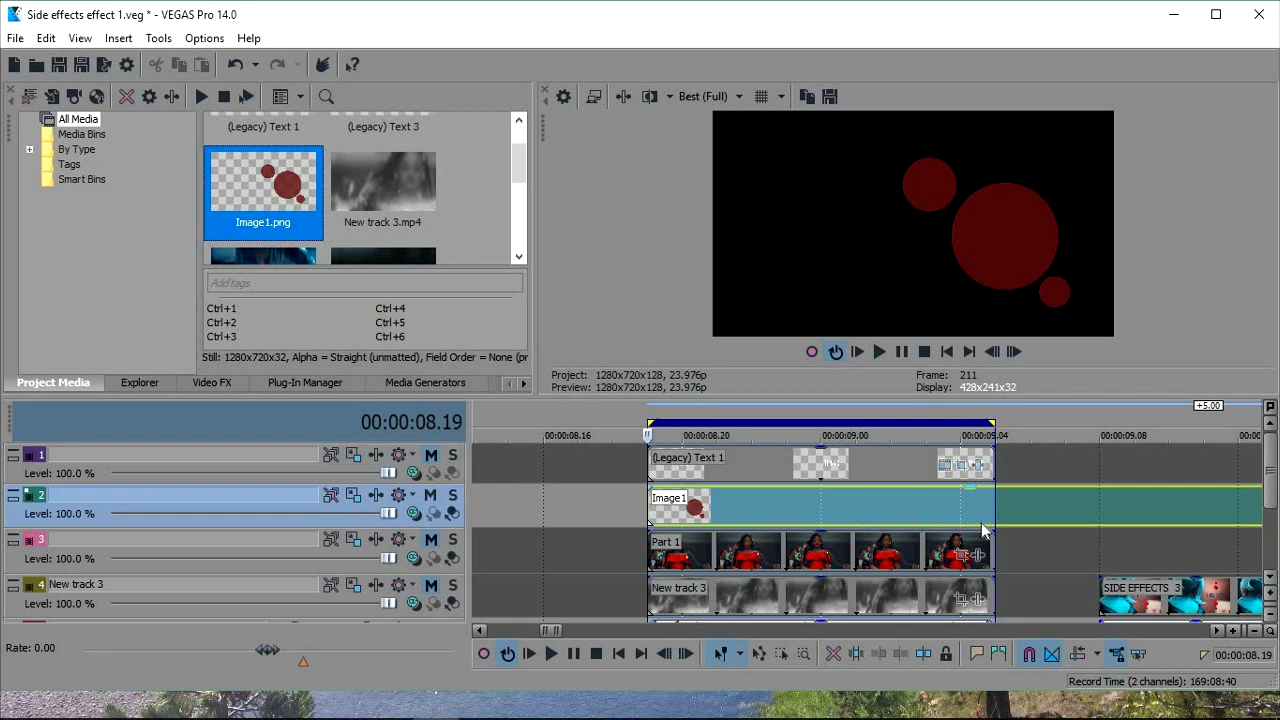 Side effects effect 1.veg * - VEGAS Pro 14.0
File Edit View Insert Tools Options Help
Best (Full)
All Media
Media Bins
By Type
Tags
Smart Bins
(Legacy) Text 1 (Legacy) Text 3
Image1.png New track 3.mp4
Add tags
Ctrl+1 Ctrl+4
Ctrl+2 Ctrl+5
Ctrl+3 Ctrl+6
Still: 1280x720x32, Alpha = Straight (unmatted), Field Order = None (pr
Project Media Explorer Video FX Plug-In Manager Media Generators
Project: 1280x720x128, 23.976p Frame: 211
Preview: 1280x720x128, 23.976p Display: 428x241x32
+5.00
00:00:08.19
00:00:08.16 00:00:08.20 00:00:09.00 00:00:09.04 00:00:09.08 00:00
1 M S
Level: 100.0 %
(Legacy) Text 1
2 M S
Level: 100.0 %
Image1
3 M S
Level: 100.0 %
Part 1
4 New track 3 M S
Level: 100.0 %
New track 3
SIDE EFFECTS 3
Rate: 0.00
00:00:08.19
Record Time (2 channels): 169:08:40